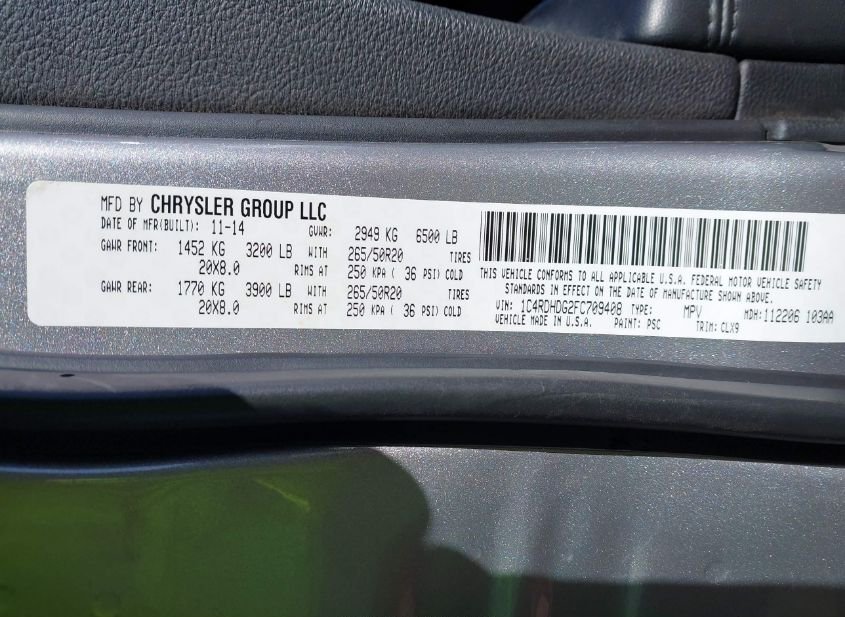 MFD BY CHRYSLER GROUP LLC
DATE OF MFR(BUILT): 11-14 GVWR: 2949 KG 6500 LB
GAWR FRONT: 1452 KG 3200 LB WITH 265/50R20 TIRES
20X8.0 RIMS AT 250 KPA ( 36 PSI) COLD
GAWR REAR: 1770 KG 3900 LB WITH 265/50R20 TIRES
20X8.0 RIMS AT 250 KPA ( 36 PSI) COLD
THIS VEHICLE CONFORMS TO ALL APPLICABLE U.S.A. FEDERAL MOTOR VEHICLE SAFETY
STANDARDS IN EFFECT ON THE DATE OF MANUFACTURE SHOWN ABOVE.
VIN: 1C4RDHDG2FC709408 TYPE: MPV MDH:112206 103AA
VEHICLE MADE IN U.S.A. PAINT: PSC TRIM: CLX9